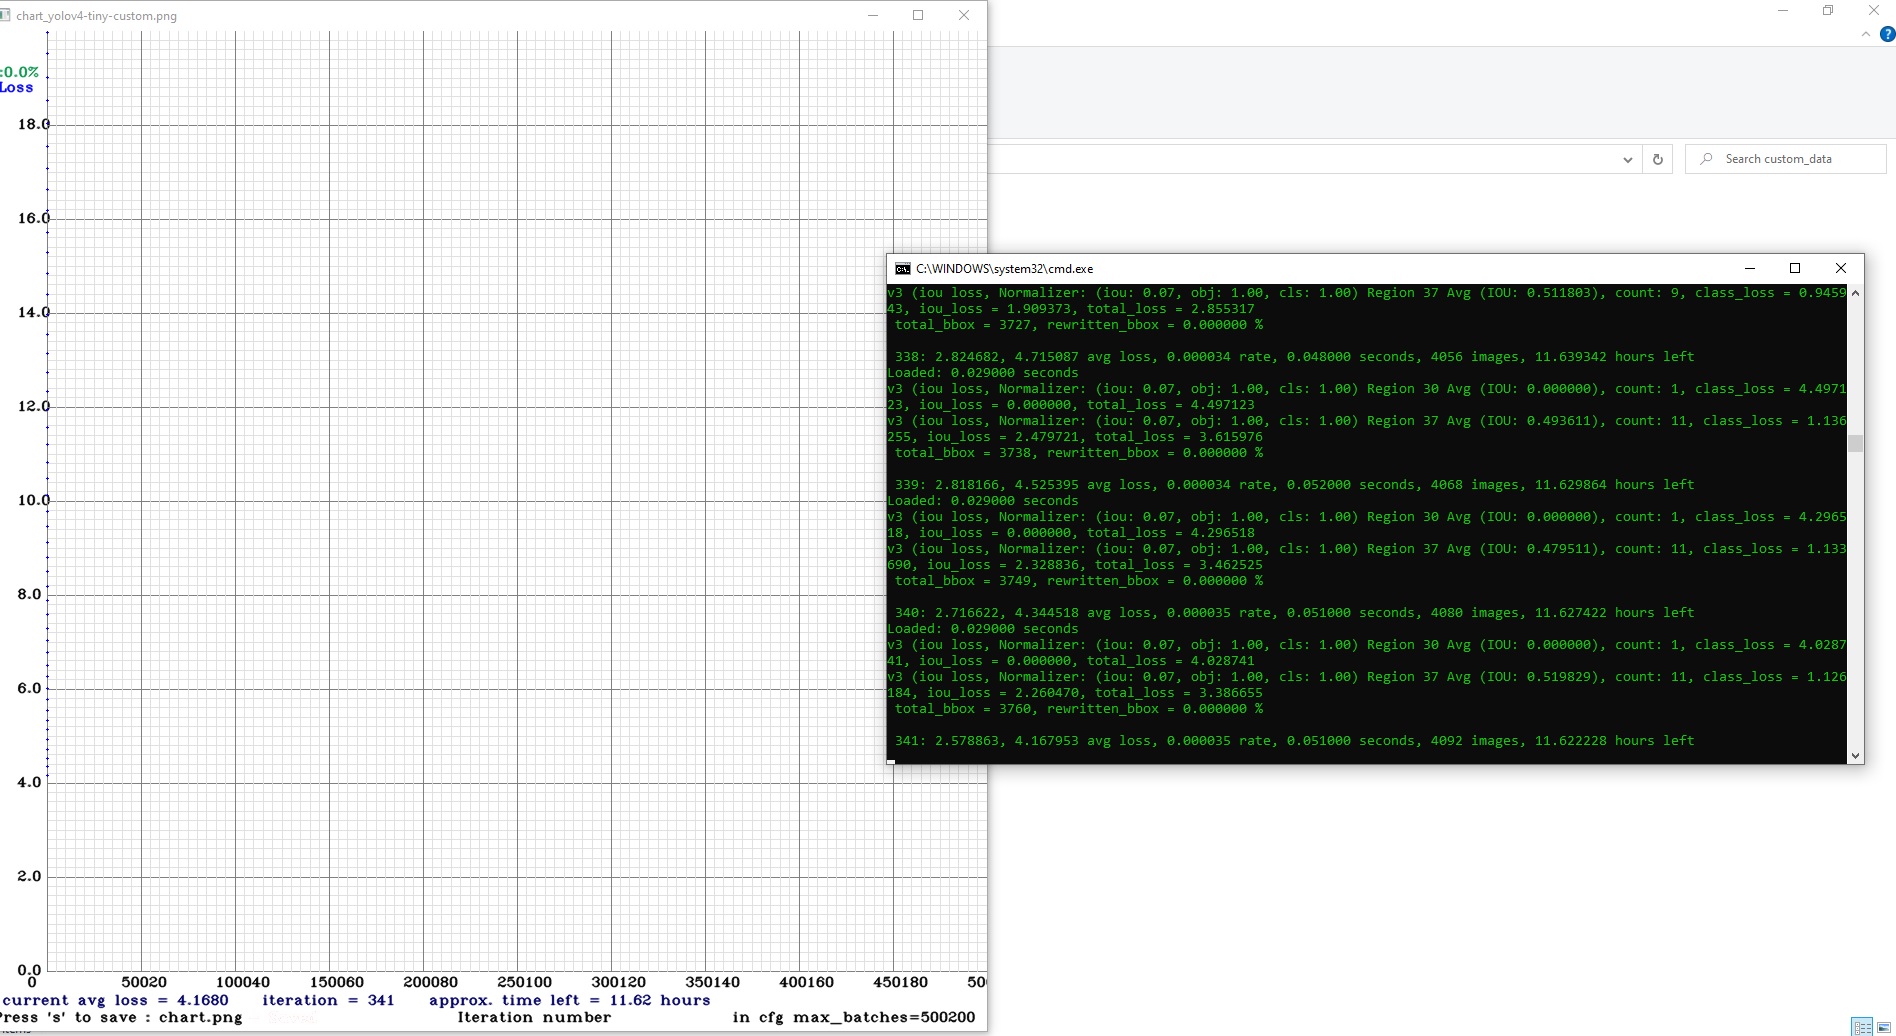 chart_yolov4-tiny-custom.png
:0.0%
Loss
18.0
16.0
14.0
12.0
10.0
8.0
6.0
4.0
2.0
0.0
0 50020 100040 150060 200080 250100 300120 350140 400160 450180 50
current avg loss = 4.1680 iteration = 341 approx. time left = 11.62 hours
Press 's' to save : chart.png Iteration number in cfg max_batches=500200
Search custom_data
C:\WINDOWS\system32\cmd.exe
v3 (iou loss, Normalizer: (iou: 0.07, obj: 1.00, cls: 1.00) Region 37 Avg (IOU: 0.511803), count: 9, class_loss = 0.9459
43, iou_loss = 1.909373, total_loss = 2.855317
total_bbox = 3727, rewritten_bbox = 0.000000 %
338: 2.824682, 4.715087 avg loss, 0.000034 rate, 0.048000 seconds, 4056 images, 11.639342 hours left
Loaded: 0.029000 seconds
v3 (iou loss, Normalizer: (iou: 0.07, obj: 1.00, cls: 1.00) Region 30 Avg (IOU: 0.000000), count: 1, class_loss = 4.4971
23, iou_loss = 0.000000, total_loss = 4.497123
v3 (iou loss, Normalizer: (iou: 0.07, obj: 1.00, cls: 1.00) Region 37 Avg (IOU: 0.493611), count: 11, class_loss = 1.136
255, iou_loss = 2.479721, total_loss = 3.615976
total_bbox = 3738, rewritten_bbox = 0.000000 %
339: 2.818166, 4.525395 avg loss, 0.000034 rate, 0.052000 seconds, 4068 images, 11.629864 hours left
Loaded: 0.029000 seconds
v3 (iou loss, Normalizer: (iou: 0.07, obj: 1.00, cls: 1.00) Region 30 Avg (IOU: 0.000000), count: 1, class_loss = 4.2965
18, iou_loss = 0.000000, total_loss = 4.296518
v3 (iou loss, Normalizer: (iou: 0.07, obj: 1.00, cls: 1.00) Region 37 Avg (IOU: 0.479511), count: 11, class_loss = 1.133
690, iou_loss = 2.328836, total_loss = 3.462525
total_bbox = 3749, rewritten_bbox = 0.000000 %
340: 2.716622, 4.344518 avg loss, 0.000035 rate, 0.051000 seconds, 4080 images, 11.627422 hours left
Loaded: 0.029000 seconds
v3 (iou loss, Normalizer: (iou: 0.07, obj: 1.00, cls: 1.00) Region 30 Avg (IOU: 0.000000), count: 1, class_loss = 4.0287
41, iou_loss = 0.000000, total_loss = 4.028741
v3 (iou loss, Normalizer: (iou: 0.07, obj: 1.00, cls: 1.00) Region 37 Avg (IOU: 0.519829), count: 11, class_loss = 1.126
184, iou_loss = 2.260470, total_loss = 3.386655
total_bbox = 3760, rewritten_bbox = 0.000000 %
341: 2.578863, 4.167953 avg loss, 0.000035 rate, 0.051000 seconds, 4092 images, 11.622228 hours left